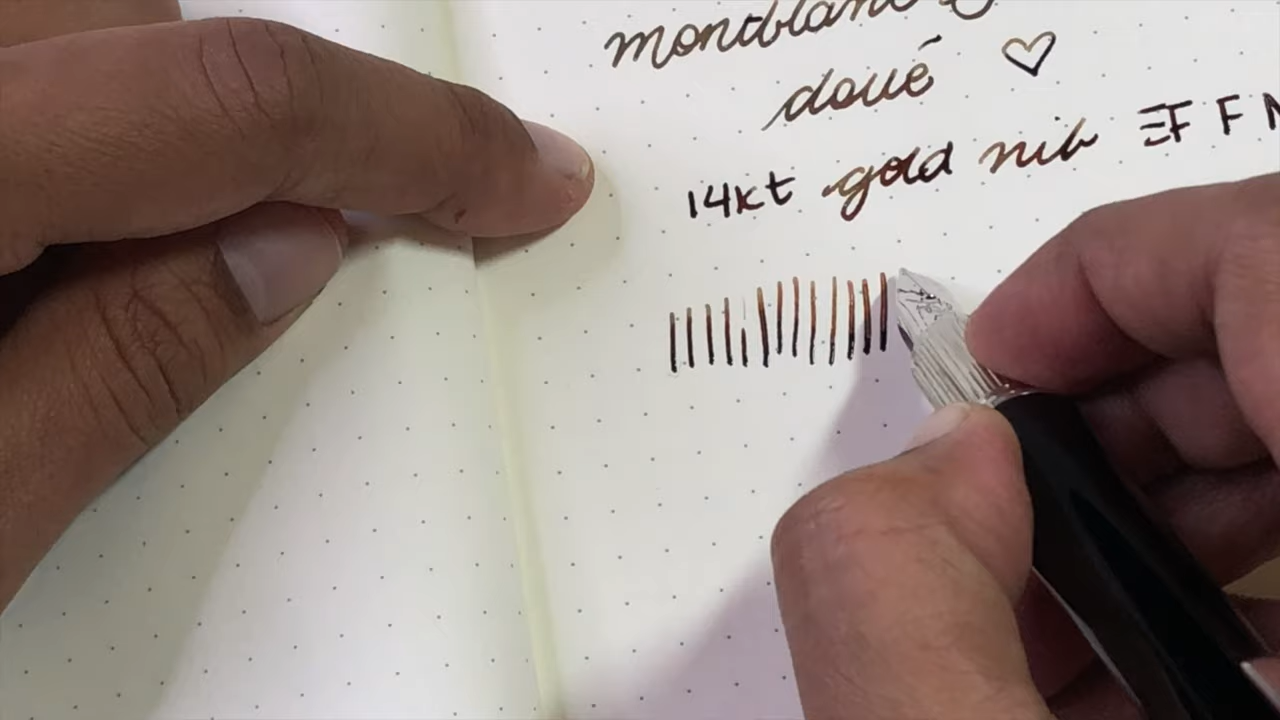 montblanc
doué ♡
14kt gold nib EF F